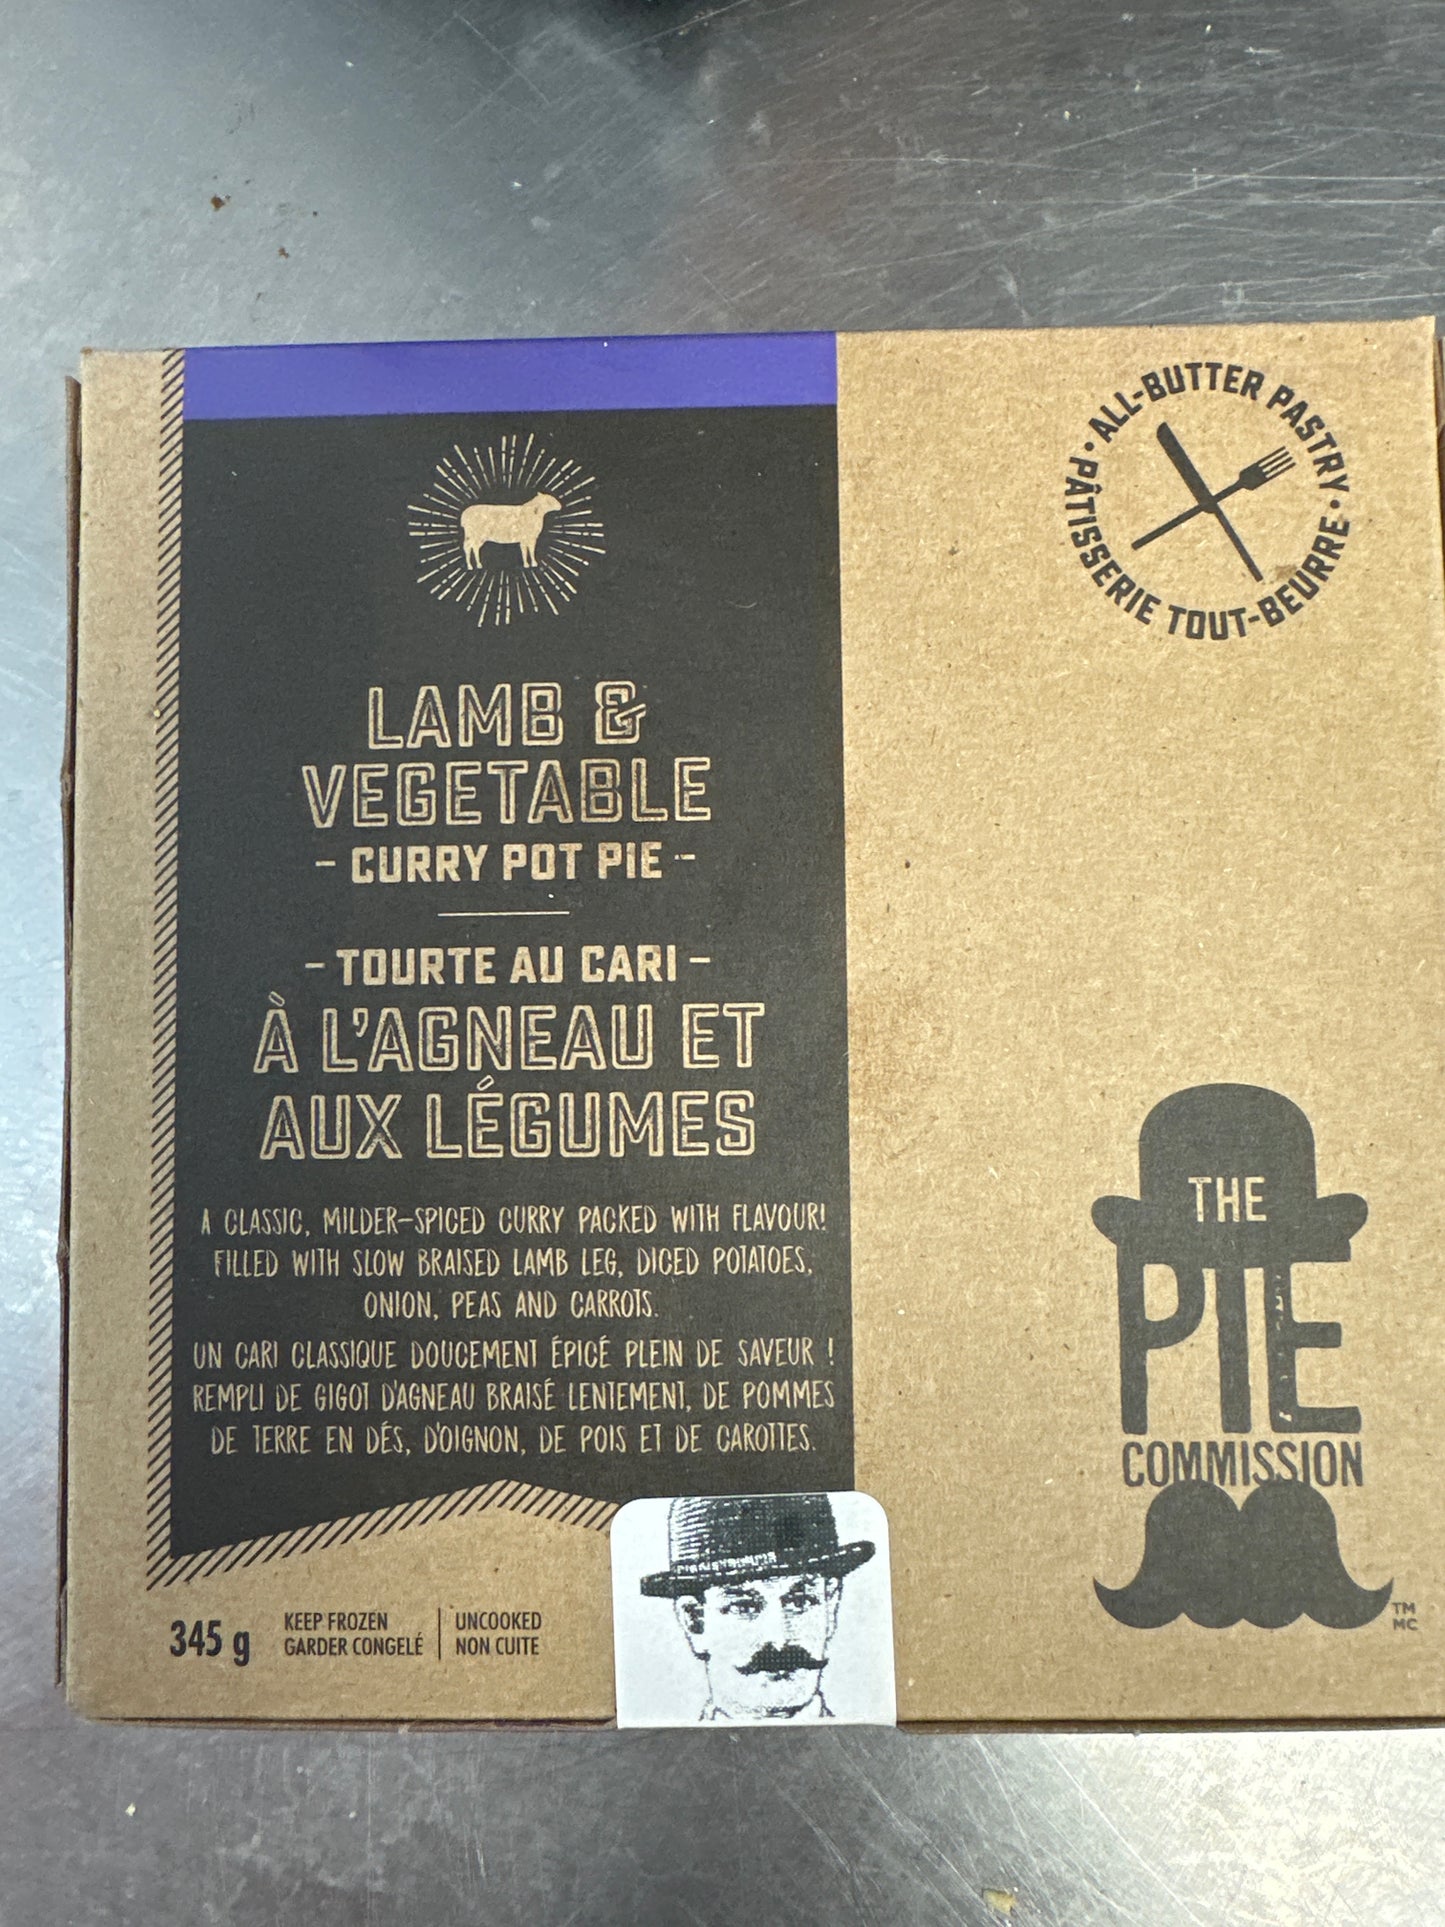 • ALL-BUTTER PASTRY •
PÂTISSERIE TOUT-BEURRE
LAMB &
VEGETABLE
- CURRY POT PIE -
- TOURTE AU CARI -
À L'AGNEAU ET
AUX LÉGUMES
A CLASSIC, MILDER-SPICED CURRY PACKED WITH FLAVOUR!
FILLED WITH SLOW BRAISED LAMB LEG, DICED POTATOES,
ONION, PEAS AND CARROTS.
UN CARI CLASSIQUE DOUCEMENT ÉPICÉ PLEIN DE SAVEUR !
REMPLI DE GIGOT D'AGNEAU BRAISÉ LENTEMENT, DE POMMES
DE TERRE EN DÉS, D'OIGNON, DE POIS ET DE CAROTTES.
345 g
KEEP FROZEN
GARDER CONGELÉ
UNCOOKED
NON CUITE
THE
PIE
COMMISSION
TM
MC